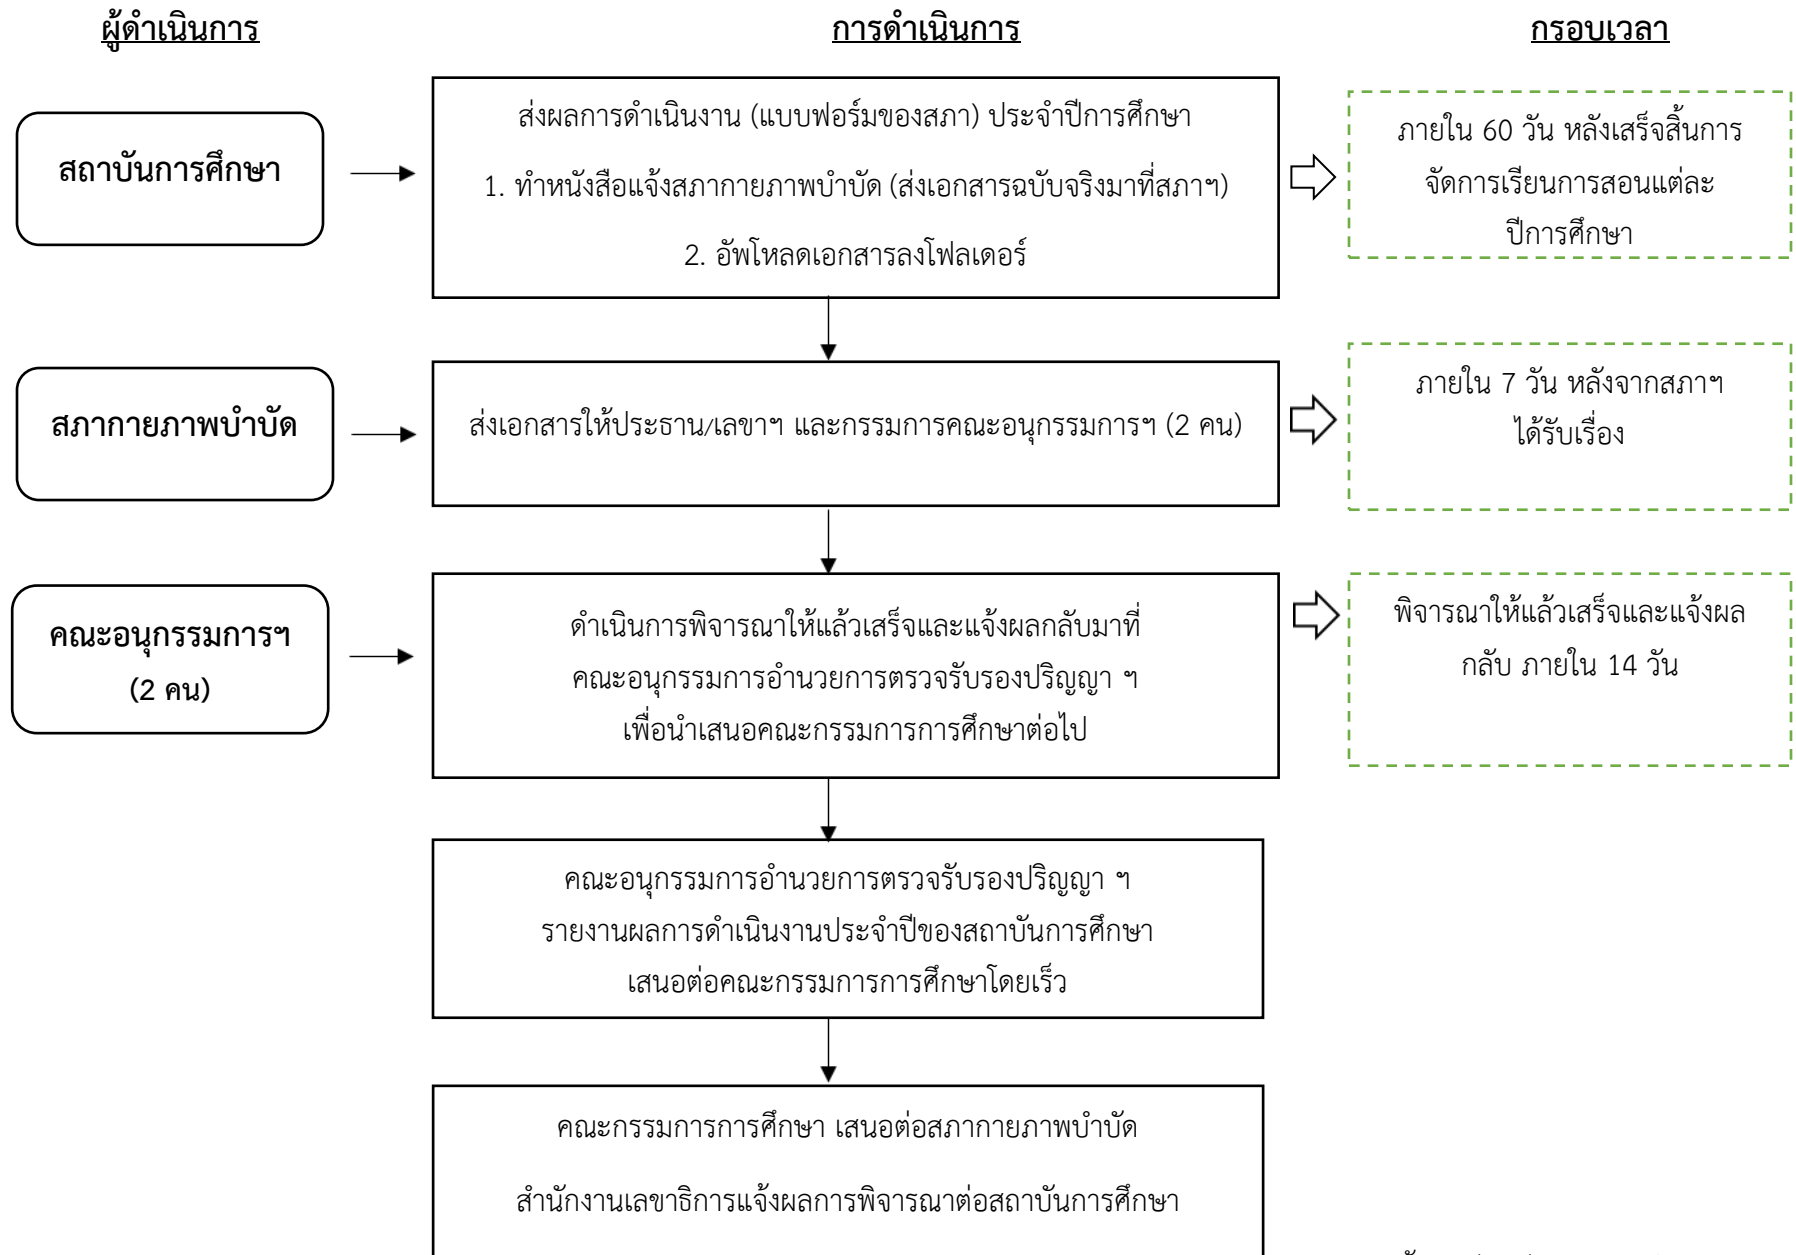 ผู้ดำเนินการ
การดำเนินการ
กรอบเวลา
สถาบันการศึกษา
ส่งผลการดำเนินงาน (แบบฟอร์มของสภา) ประจำปีการศึกษา
1. ทำหนังสือแจ้งสภากายภาพบำบัด (ส่งเอกสารฉบับจริงมาที่สภาฯ)
2. อัพโหลดเอกสารลงโฟลเดอร์
ภายใน 60 วัน หลังเสร็จสิ้นการ
จัดการเรียนการสอนแต่ละ
ปีการศึกษา
สภากายภาพบำบัด
ส่งเอกสารให้ประธาน/เลขาฯ และกรรมการคณะอนุกรรมการฯ (2 คน)
ภายใน 7 วัน หลังจากสภาฯ
ได้รับเรื่อง
คณะอนุกรรมการฯ
(2 คน)
ดำเนินการพิจารณาให้แล้วเสร็จและแจ้งผลกลับมาที่
คณะอนุกรรมการอำนวยการตรวจรับรองปริญญา ฯ
เพื่อนำเสนอคณะกรรมการการศึกษาต่อไป
พิจารณาให้แล้วเสร็จและแจ้งผล
กลับ ภายใน 14 วัน
คณะอนุกรรมการอำนวยการตรวจรับรองปริญญา ฯ
รายงานผลการดำเนินงานประจำปีของสถาบันการศึกษา
เสนอต่อคณะกรรมการการศึกษาโดยเร็ว
คณะกรรมการการศึกษา เสนอต่อสภากายภาพบำบัด
สำนักงานเลขาธิการแจ้งผลการพิจารณาต่อสถาบันการศึกษา